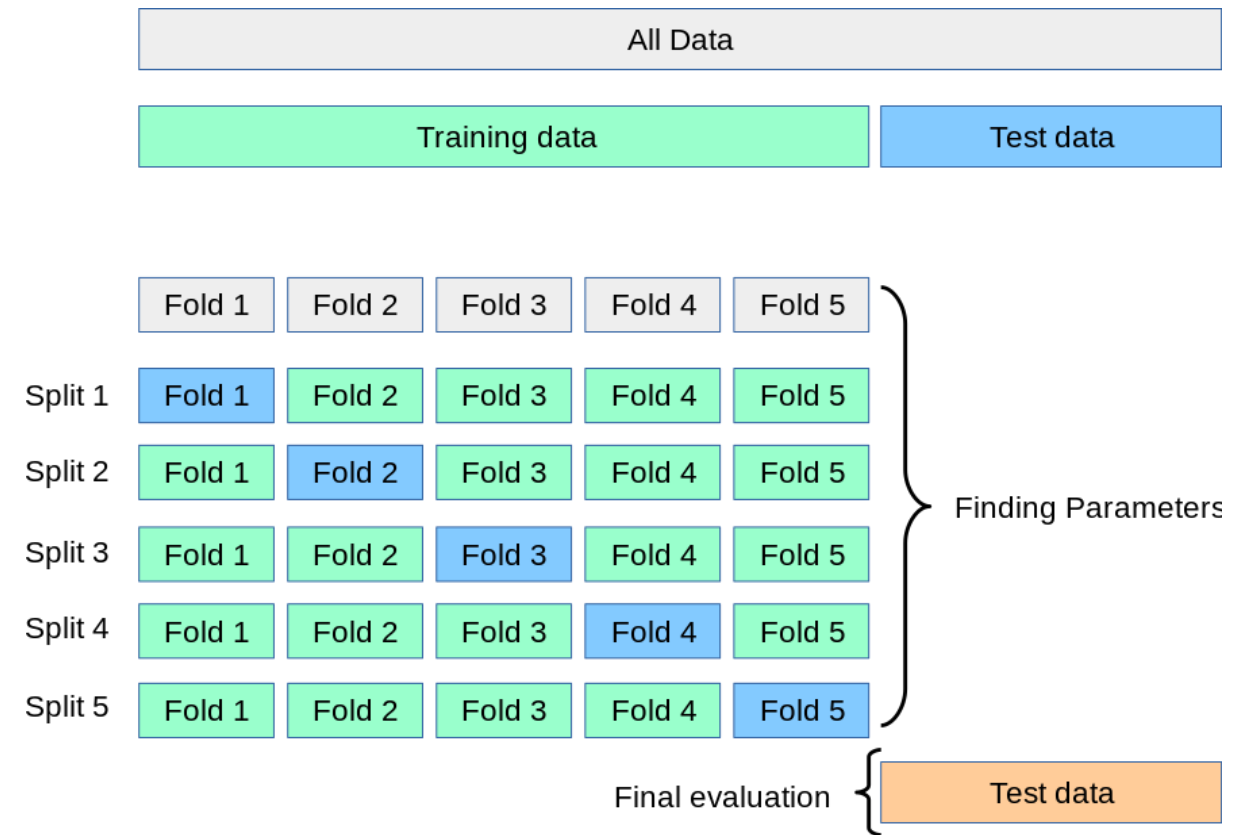 All Data
Training data Test data
Fold 1 Fold 2 Fold 3 Fold 4 Fold 5
Split 1 Fold 1 Fold 2 Fold 3 Fold 4 Fold 5
Split 2 Fold 1 Fold 2 Fold 3 Fold 4 Fold 5
Finding Parameters
Split 3 Fold 1 Fold 2 Fold 3 Fold 4 Fold 5
Split 4 Fold 1 Fold 2 Fold 3 Fold 4 Fold 5
Split 5 Fold 1 Fold 2 Fold 3 Fold 4 Fold 5
Final evaluation Test data